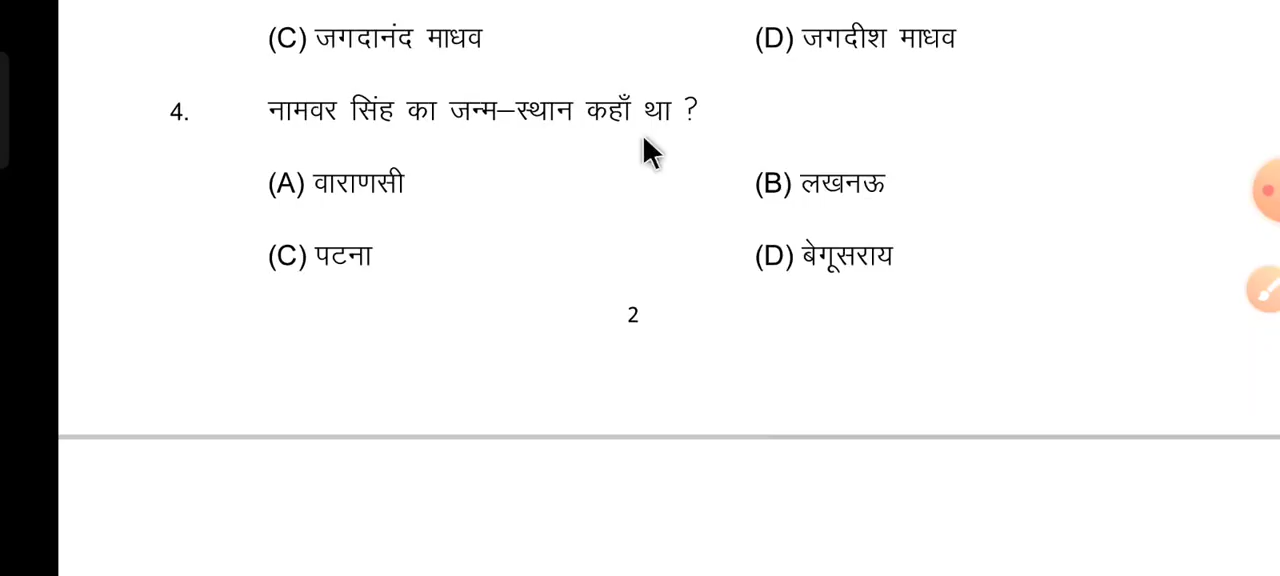 (C) जगदानंद माधव (D) जगदीश माधव
4. नामवर सिंह का जन्म–स्थान कहाँ था ?
(A) वाराणसी (B) लखनऊ
(C) पटना (D) बेगूसराय
2